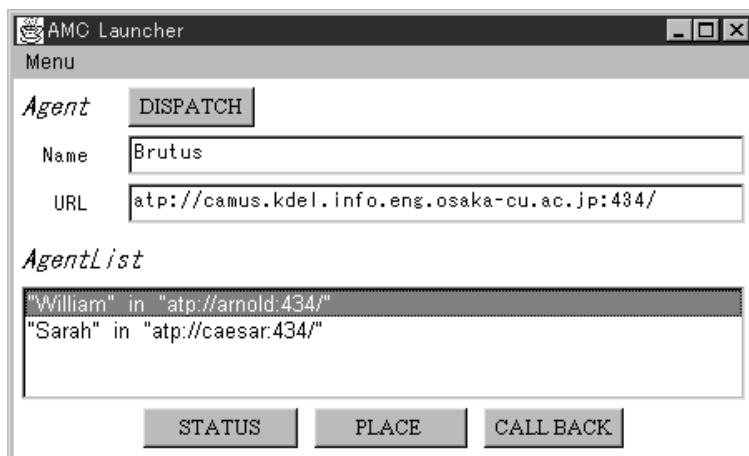 AMC Launcher
Menu
Agent DISPATCH
Name Brutus
URL atp://camus.kdel.info.eng.osaka-cu.ac.jp:434/
AgentList
"William" in "atp://arnold:434/"
"Sarah" in "atp://caesar:434/"
STATUS PLACE CALL BACK